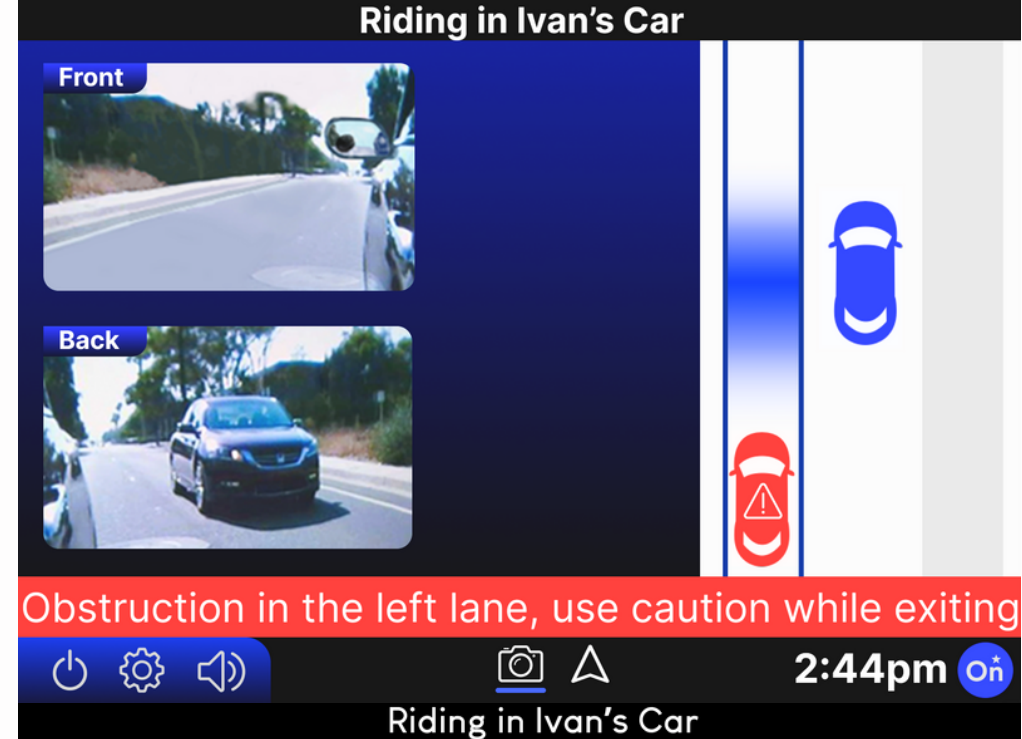 Riding in Ivan's Car
Front
Back
Obstruction in the left lane, use caution while exiting
2:44pm
On
Riding in Ivan's Car